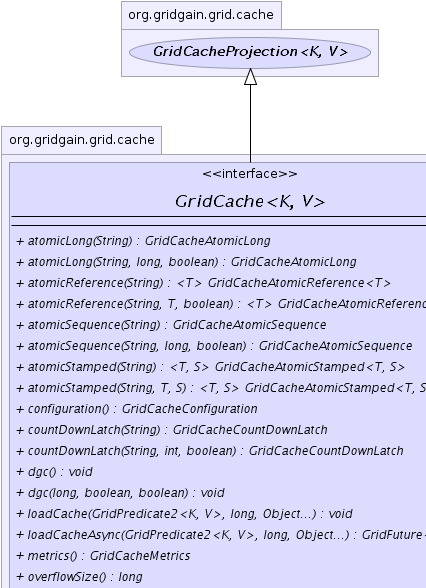 org.gridgain.grid.cache
GridCacheProjection<K, V>
org.gridgain.grid.cache
<<interface>>
GridCache<K, V>
+ atomicLong(String) : GridCacheAtomicLong
+ atomicLong(String, long, boolean) : GridCacheAtomicLong
+ atomicReference(String) : <T> GridCacheAtomicReference<T>
+ atomicReference(String, T, boolean) : <T> GridCacheAtomicReferenc
+ atomicSequence(String) : GridCacheAtomicSequence
+ atomicSequence(String, long, boolean) : GridCacheAtomicSequence
+ atomicStamped(String) : <T, S> GridCacheAtomicStamped<T, S>
+ atomicStamped(String, T, S) : <T, S> GridCacheAtomicStamped<T, S
+ configuration() : GridCacheConfiguration
+ countDownLatch(String) : GridCacheCountDownLatch
+ countDownLatch(String, int, boolean) : GridCacheCountDownLatch
+ dgc() : void
+ dgc(long, boolean, boolean) : void
+ loadCache(GridPredicate2<K, V>, long, Object...) : void
+ loadCacheAsync(GridPredicate2<K, V>, long, Object...) : GridFuture
+ metrics() : GridCacheMetrics
+ overflowSize() : long